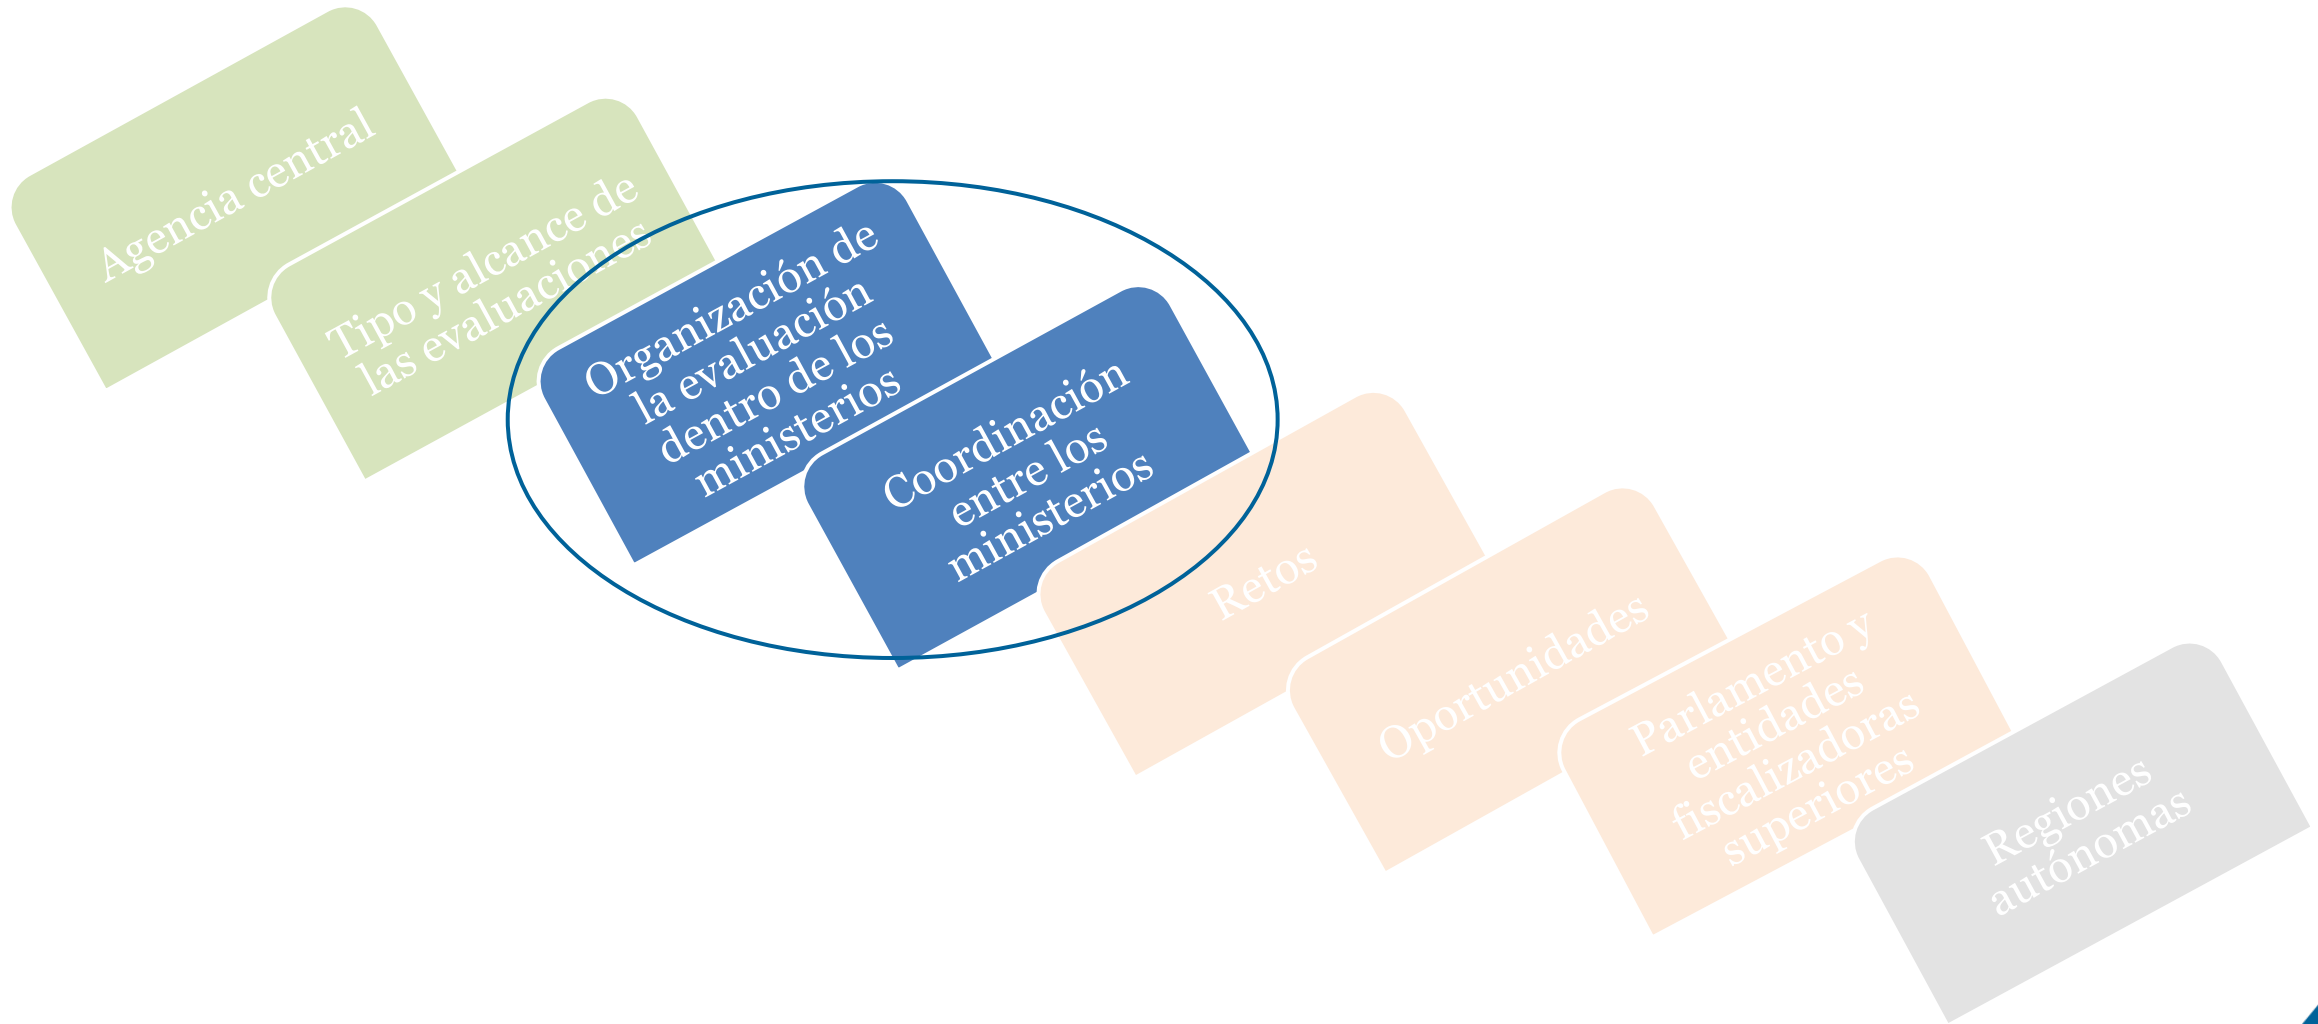 Agencia central
Tipo y alcance de
las evaluaciones
Organización de
la evaluación
dentro de los
ministerios
Coordinación
entre los
ministerios
Retos
Oportunidades
Parlamento y
entidades
fiscalizadoras
superiores
Regiones
autónomas